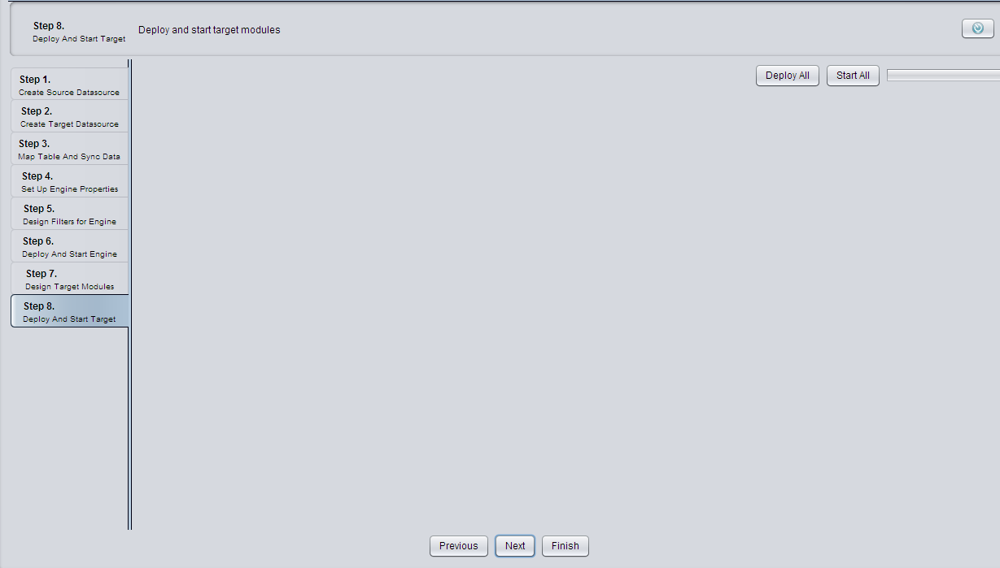 Step 8.
Deploy And Start Target
Deploy and start target modules
Step 1.
Create Source Datasource
Step 2.
Create Target Datasource
Step 3.
Map Table And Sync Data
Step 4.
Set Up Engine Properties
Step 5.
Design Filters for Engine
Step 6.
Deploy And Start Engine
Step 7.
Design Target Modules
Step 8.
Deploy And Start Target
Deploy All
Start All
Previous
Next
Finish